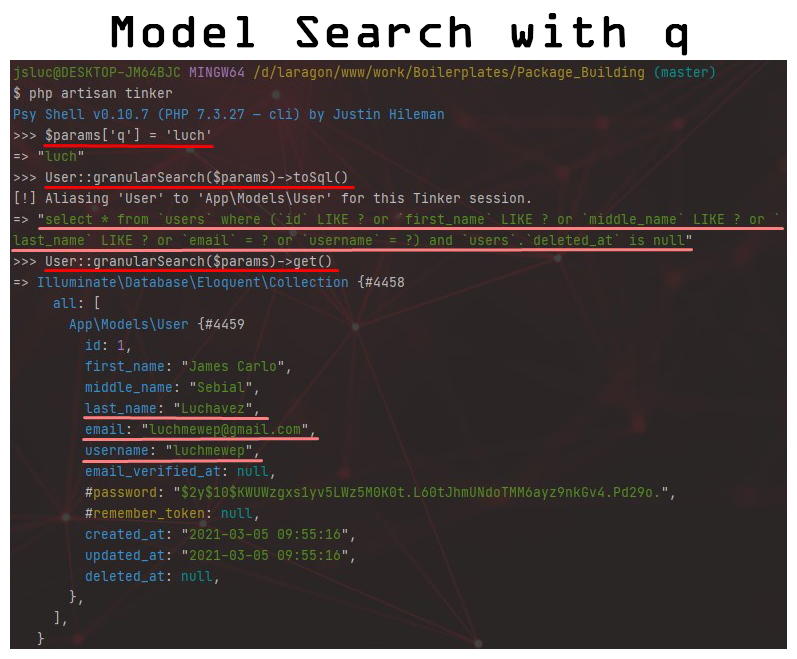 Model Search with q
jsluc@DESKTOP-JM64BJC MINGW64 /d/laragon/www/work/Boilerplates/Package_Building (master)
$ php artisan tinker
Psy Shell v0.10.7 (PHP 7.3.27 — cli) by Justin Hileman
>>> $params['q'] = 'luch'
=> "luch"
>>> User::granularSearch($params)->toSql()
[!] Aliasing 'User' to 'App\Models\User' for this Tinker session.
=> "select * from `users` where (`id` LIKE ? or `first_name` LIKE ? or `middle_name` LIKE ? or `
last_name` LIKE ? or `email` = ? or `username` = ?) and `users`.`deleted_at` is null"
>>> User::granularSearch($params)->get()
=> Illuminate\Database\Eloquent\Collection {#4458
all: [
App\Models\User {#4459
id: 1,
first_name: "James Carlo",
middle_name: "Sebial",
last_name: "Luchavez",
email: "luchmewep@gmail.com",
username: "luchmewep",
email_verified_at: null,
#password: "$2y$10$KWUWzgxs1yv5LWz5M0K0t.L60tJhmUNdoTMM6ayz9nkGv4.Pd29o.",
#remember_token: null,
created_at: "2021-03-05 09:55:16",
updated_at: "2021-03-05 09:55:16",
deleted_at: null,
},
],
}